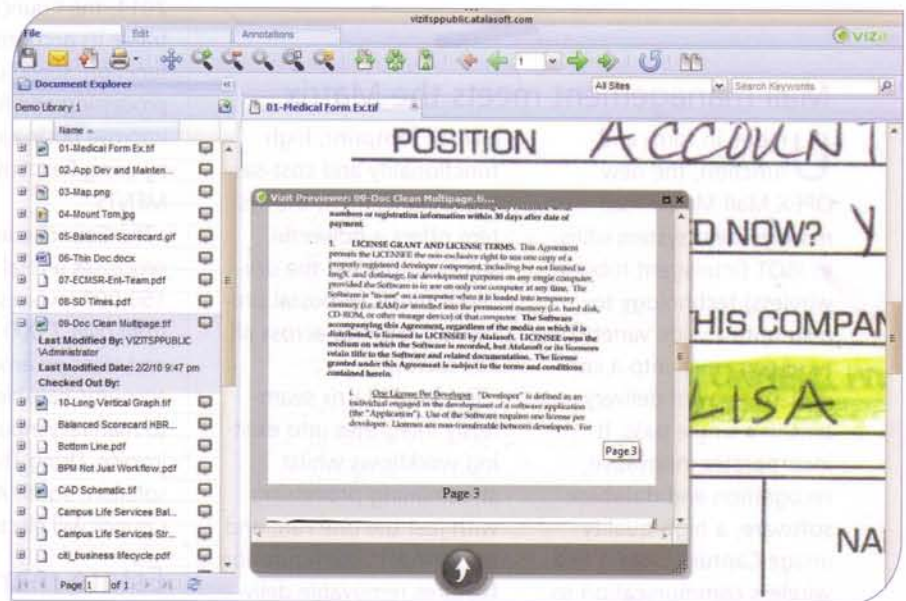 vizitsppublic.atalasoft.com
File Edit Annotations
vizit
1
Document Explorer
All Sites Search Keywords
Demo Library 1
01-Medical Form Ex.tif
Name
01-Medical Form Ex.tif
02-App Dev and Mainten...
03-Map.png
04-Mount Tom.jpg
05-Balanced Scorecard.gif
06-Thin Doc.docx
07-ECMSR-Ent-Team.pdf
08-SD Times.pdf
09-Doc Clean Multipage.tif
Last Modified By: VIZITSPPUBLIC
\Administrator
Last Modified Date: 2/2/10 9:47 pm
Checked Out By:
10-Long Vertical Graph.tif
Balanced Scorecard HBR...
Bottom Line.pdf
BPM Not Just Workflow.pdf
CAD Schematic.tif
Campus Life Services Bal...
Campus Life Services Str...
citi_business lifecycle.pdf
Page 1 of 1
POSITION ACCOUNT
D NOW? Y
HIS COMPAN
LISA
NA
Vizit Previewer: 09-Doc Clean Multipage.ti...
numbers or registration information within 30 days after date of
LICENSE GRANT AND LICENSE TERMS. This Agreement
permits the LICENSEE the non-exclusive right to use one copy of a
properly registered developer component, including but not limited to
and dotImage, for development purposes on any single computer,
provided the Software is in use on only one computer at any time. The
Software is "in-use" on a computer when it is loaded into temporary
memory (i.e. RAM) or installed into the permanent memory (i.e. hard disk,
CD-ROM, or other storage device) of that computer. The Software
accompanying this Agreement, regardless of the media on which it is
distributed, is licensed to LICENSEE by Atalasoft. LICENSEE owns the
medium on which the Software is recorded, but Atalasoft or its licensors
retain title to the Software and related documentation. The license
granted under this Agreement is subject to the terms and conditions
contained herein.
One License Per Developer. "Developer" is defined as an
individual engaged in the development of a software application
(the "Application"). Use of the Software requires one license per
developer. Licenses are non-transferable between developers. For
Page3
Page 3